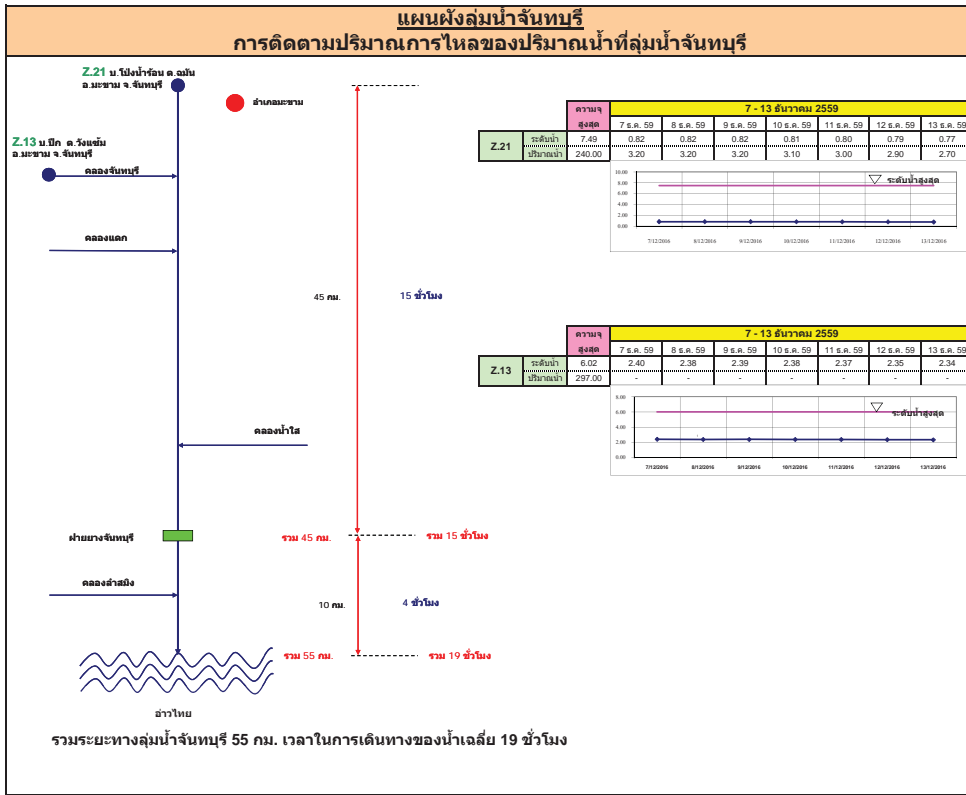 แผนผังลุ่มน้ำจันทบุรี
การติดตามปริมาณการไหลของปริมาณน้ำที่ลุ่มน้ำจันทบุรี
Z.21 บ.โป่งน้ำร้อน ต.ฉมัน
อ.มะขาม จ.จันทบุรี
อำเภอมะขาม
Z.13 บ.ปึก ต.วังแซ้ม
อ.มะขาม จ.จันทบุรี
คลองจันทบุรี
คลองแตก
45 กม. 15 ชั่วโมง
คลองน้ำใส
ฝายยางจันทบุรี รวม 45 กม. รวม 15 ชั่วโมง
คลองลำสมิง
10 กม. 4 ชั่วโมง
รวม 55 กม. รวม 19 ชั่วโมง
อ่าวไทย
รวมระยะทางลุ่มน้ำจันทบุรี 55 กม. เวลาในการเดินทางของน้ำเฉลี่ย 19 ชั่วโมง
ความจุ 7 - 13 ธันวาคม 2559
สูงสุด 7 ธ.ค. 59 8 ธ.ค. 59 9 ธ.ค. 59 10 ธ.ค. 59 11 ธ.ค. 59 12 ธ.ค. 59 13 ธ.ค. 59
Z.21 ระดับน้ำ 7.49 0.82 0.82 0.82 0.81 0.80 0.79 0.77
ปริมาณน้ำ 240.00 3.20 3.20 3.20 3.10 3.00 2.90 2.70
10.00
8.00
6.00
4.00
2.00
0.00
ระดับน้ำสูงสุด
7/12/2016 8/12/2016 9/12/2016 10/12/2016 11/12/2016 12/12/2016 13/12/2016
ความจุ 7 - 13 ธันวาคม 2559
สูงสุด 7 ธ.ค. 59 8 ธ.ค. 59 9 ธ.ค. 59 10 ธ.ค. 59 11 ธ.ค. 59 12 ธ.ค. 59 13 ธ.ค. 59
Z.13 ระดับน้ำ 6.02 2.40 2.38 2.39 2.38 2.37 2.35 2.34
ปริมาณน้ำ 297.00 - - - - - - -
8.00
6.00
4.00
2.00
0.00
ระดับน้ำสูงสุด
7/12/2016 8/12/2016 9/12/2016 10/12/2016 11/12/2016 12/12/2016 13/12/2016